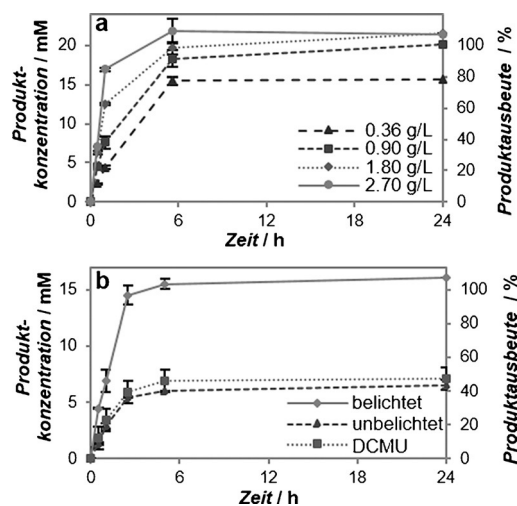 a
Produkt-
konzentration / mM
20
15
10
5
0
100
80
60
40
20
0
Produktausbeute / %
0.36 g/L
0.90 g/L
1.80 g/L
2.70 g/L
0 6 12 18 24
Zeit / h
b
Produkt-
konzentration / mM
15
10
5
0
100
80
60
40
20
0
Produktausbeute / %
belichtet
unbelichtet
DCMU
0 6 12 18 24
Zeit / h